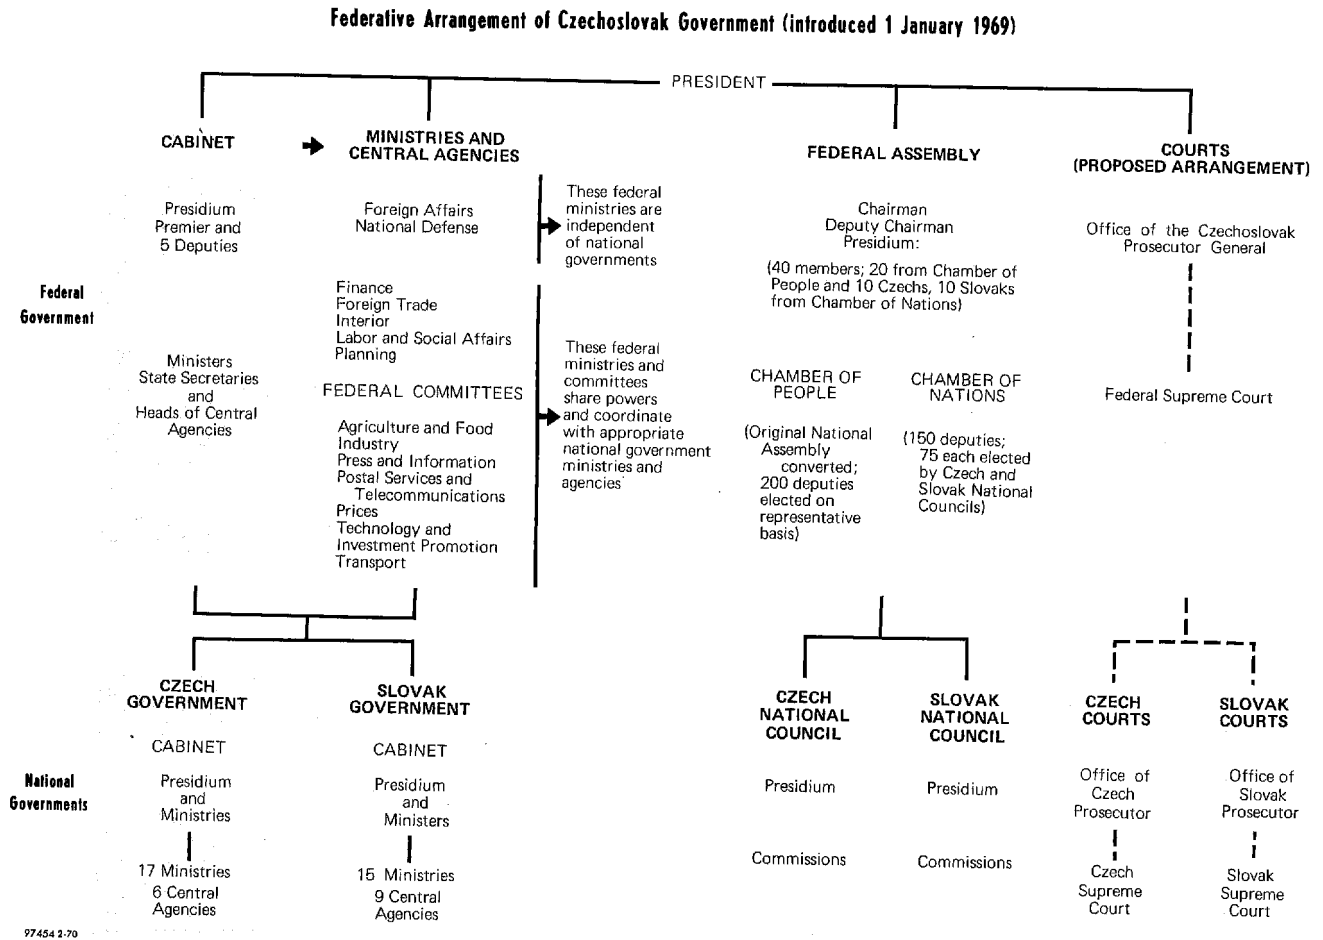 Federative Arrangement of Czechoslovak Government (introduced 1 January 1969)
PRESIDENT
CABINET
MINISTRIES AND
CENTRAL AGENCIES
FEDERAL ASSEMBLY
COURTS
(PROPOSED ARRANGEMENT)
Federal
Government
Presidium
Premier and
5 Deputies
Ministers
State Secretaries
and
Heads of Central
Agencies
Foreign Affairs
National Defense
Finance
Foreign Trade
Interior
Labor and Social Affairs
Planning
FEDERAL COMMITTEES
Agriculture and Food
Industry
Press and Information
Postal Services and
Telecommunications
Prices
Technology and
Investment Promotion
Transport
These federal
ministries are
independent
of national
governments
These federal
ministries and
committees
share powers
and coordinate
with appropriate
national government
ministries and
agencies
Chairman
Deputy Chairman
Presidium:
(40 members; 20 from Chamber of
People and 10 Czechs, 10 Slovaks
from Chamber of Nations)
CHAMBER OF
PEOPLE
(Original National
Assembly
converted;
200 deputies
elected on
representative
basis)
CHAMBER OF
NATIONS
(150 deputies;
75 each elected
by Czech and
Slovak National
Councils)
Office of the Czechoslovak
Prosecutor General
Federal Supreme Court
National
Governments
CZECH
GOVERNMENT
CABINET
Presidium
and
Ministries
17 Ministries
6 Central
Agencies
SLOVAK
GOVERNMENT
CABINET
Presidium
and
Ministers
15 Ministries
9 Central
Agencies
CZECH
NATIONAL
COUNCIL
Presidium
Commissions
SLOVAK
NATIONAL
COUNCIL
Presidium
Commissions
CZECH
COURTS
Office of
Czech
Prosecutor
Czech
Supreme
Court
SLOVAK
COURTS
Office of
Slovak
Prosecutor
Slovak
Supreme
Court
97454 2-70